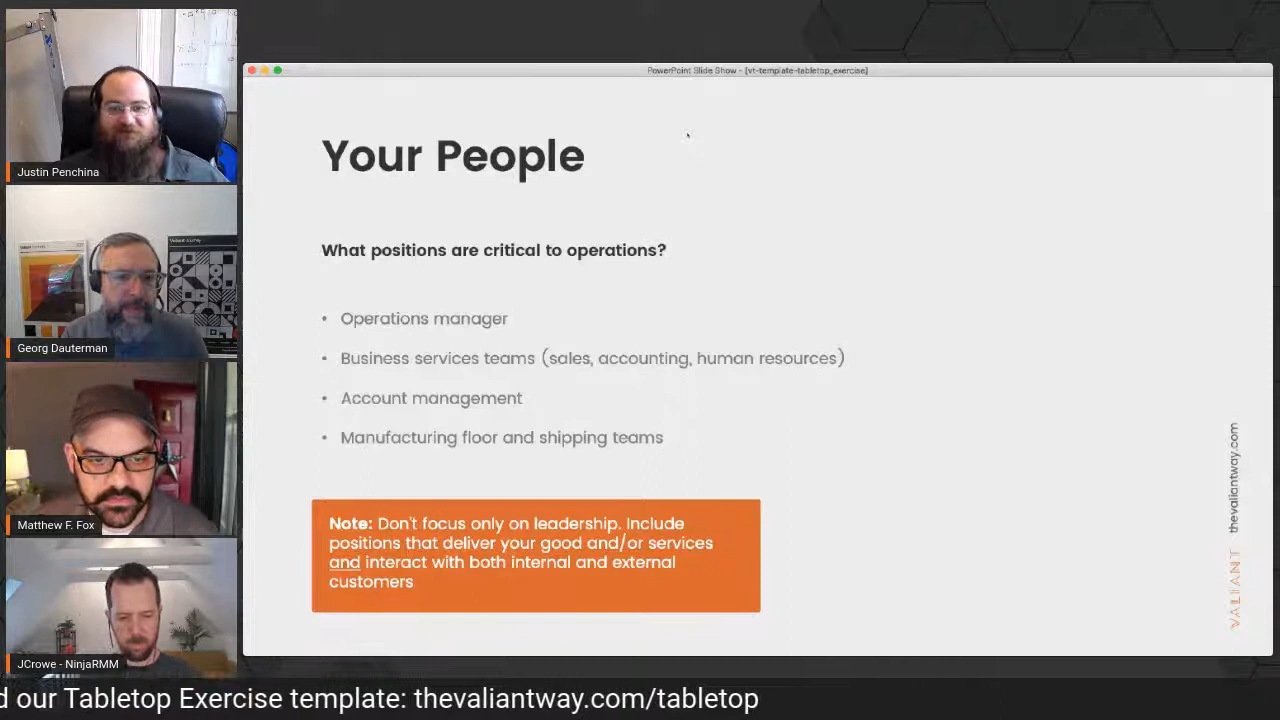 PowerPoint Slide Show - [vt-template-tabletop_exercise]
Justin Penchina
Georg Dauterman
Matthew F. Fox
JCrowe - NinjaRMM
Your People
What positions are critical to operations?
• Operations manager
• Business services teams (sales, accounting, human resources)
• Account management
• Manufacturing floor and shipping teams
Note: Don't focus only on leadership. Include
positions that deliver your good and/or services
and interact with both internal and external
customers
VALIANT thevaliantway.com
d our Tabletop Exercise template: thevaliantway.com/tabletop